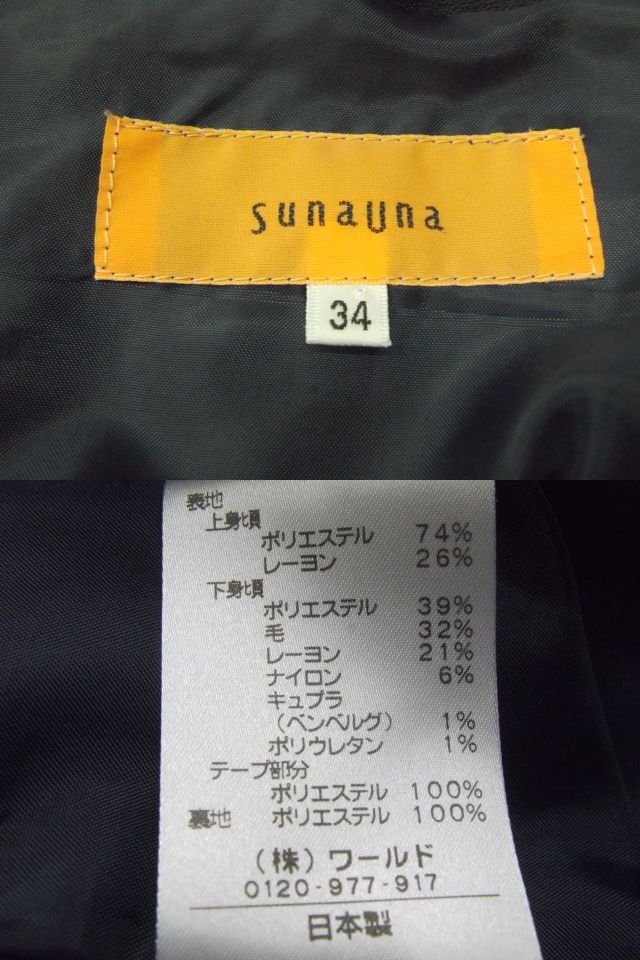 sunauna
34
表地
上身頃
ポリエステル 74%
レーヨン 26%
下身頃
ポリエステル 39%
毛 32%
レーヨン 21%
ナイロン 6%
キュプラ
(ベンベルグ) 1%
ポリウレタン 1%
テープ部分
ポリエステル 100%
裏地 ポリエステル 100%
(株) ワールド
0120-977-917
日本製